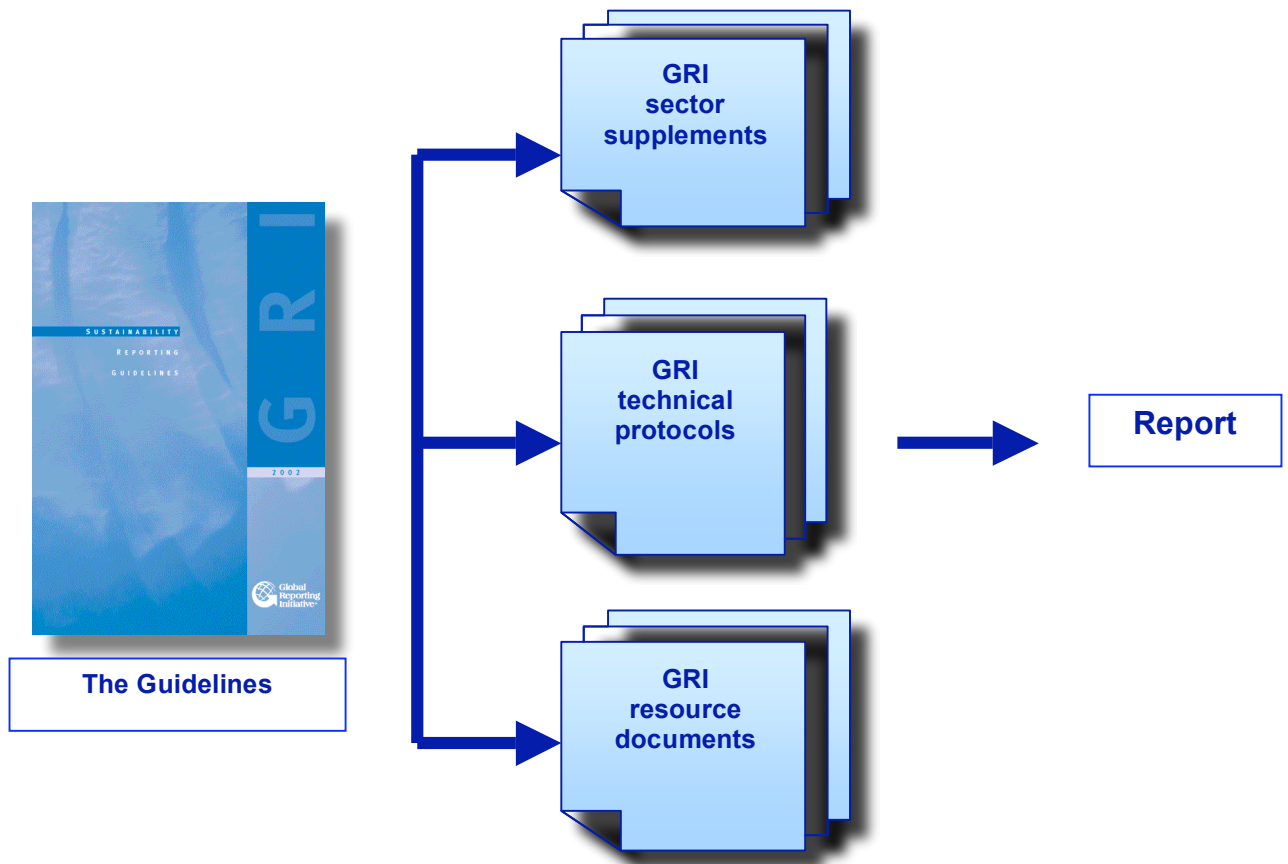 GRI
sector
supplements
GRI
SUSTAINABILITY
REPORTING
GUIDELINES
2002
Global
Reporting
Initiative™
The Guidelines
GRI
technical
protocols
Report
GRI
resource
documents